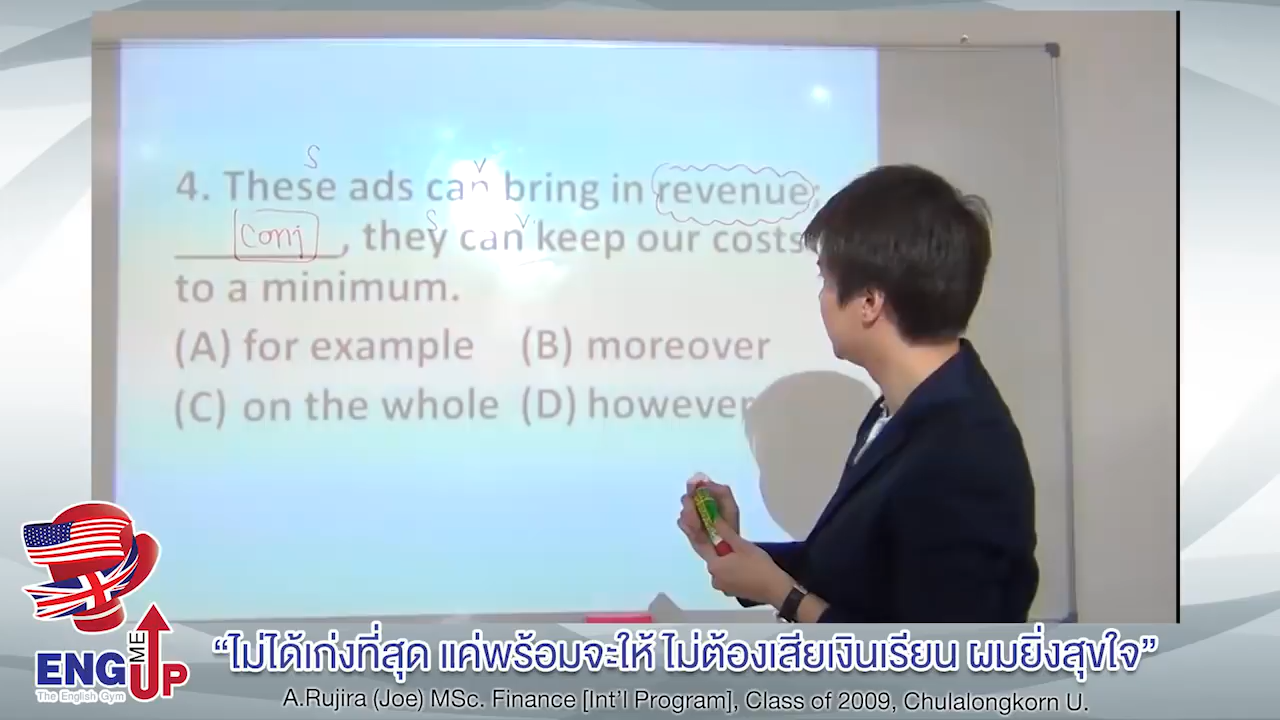 S
V
4. These ads can bring in revenue;
S
V
conj, they can keep our costs
to a minimum.
(A) for example (B) moreover
(C) on the whole (D) however
ENG UP ME
The English Gym
“ไม่ได้เก่งที่สุด แค่พร้อมจะให้ ไม่ต้องเสียเงินเรียน ผมยิ่งสุขใจ”
A.Rujira (Joe) MSc. Finance [Int'l Program], Class of 2009, Chulalongkorn U.